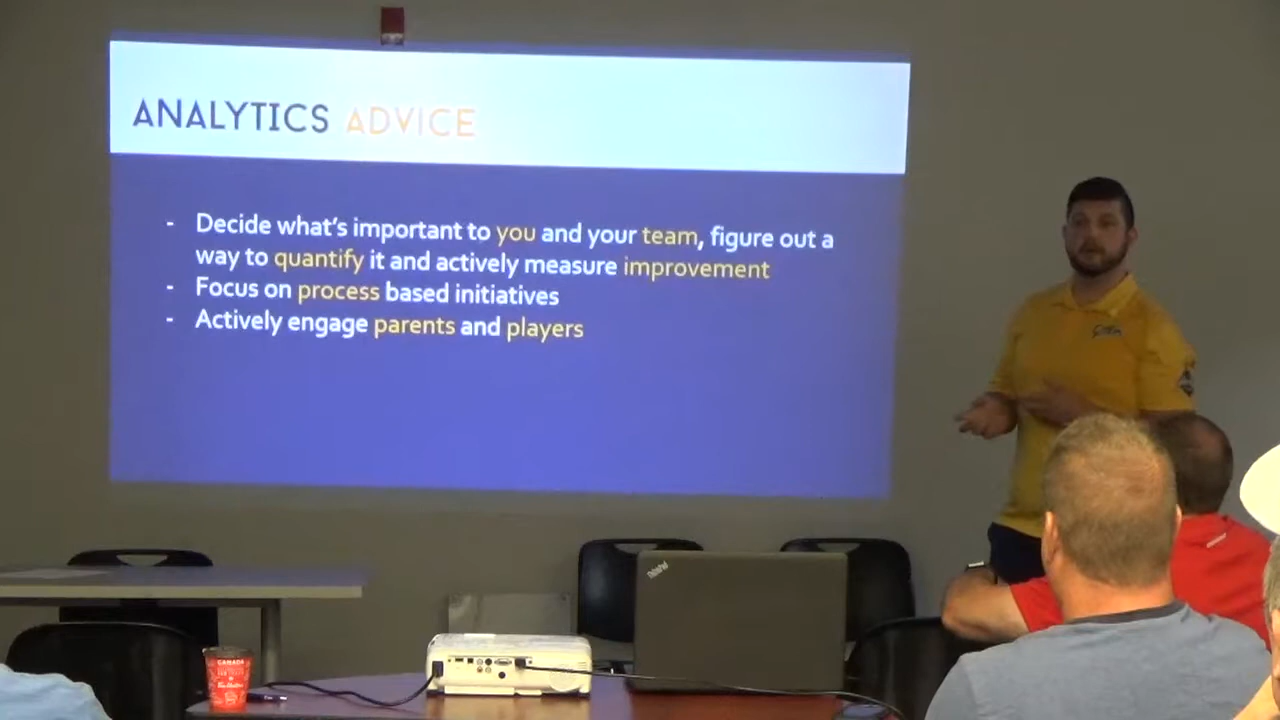 ANALYTICS ADVICE
- Decide what's important to you and your team, figure out a
way to quantify it and actively measure improvement
- Focus on process based initiatives
- Actively engage parents and players
ThinkPad
CANADA